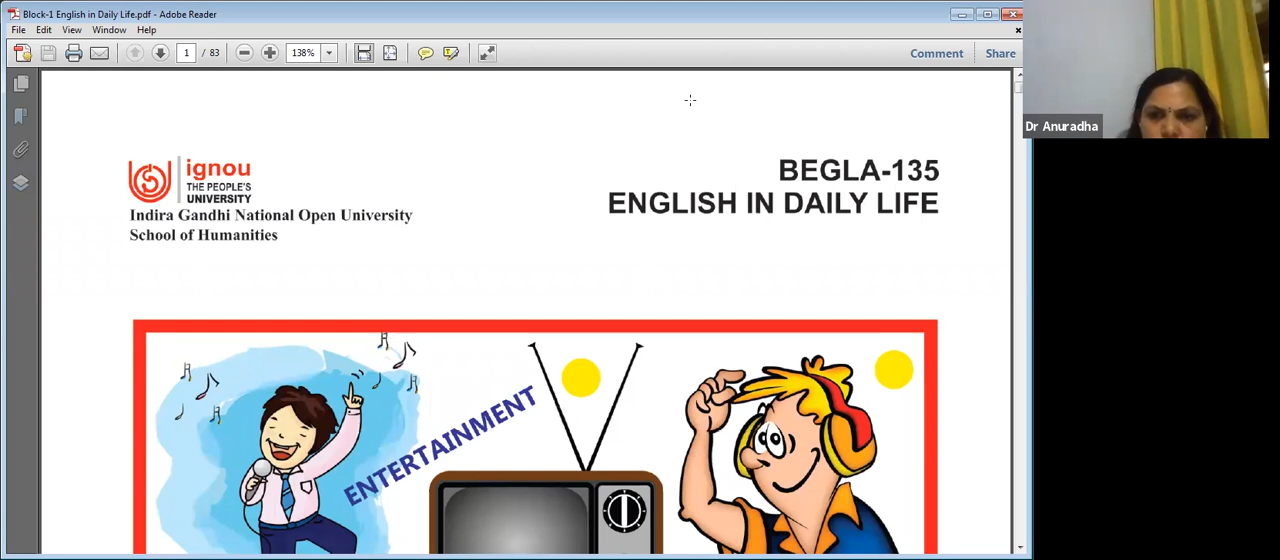 Block-1 English in Daily Life.pdf - Adobe Reader
File Edit View Window Help
1 / 83
138%
Comment
Share
Dr Anuradha
ignou
THE PEOPLE'S
UNIVERSITY
Indira Gandhi National Open University
School of Humanities
BEGLA-135
ENGLISH IN DAILY LIFE
ENTERTAINMENT